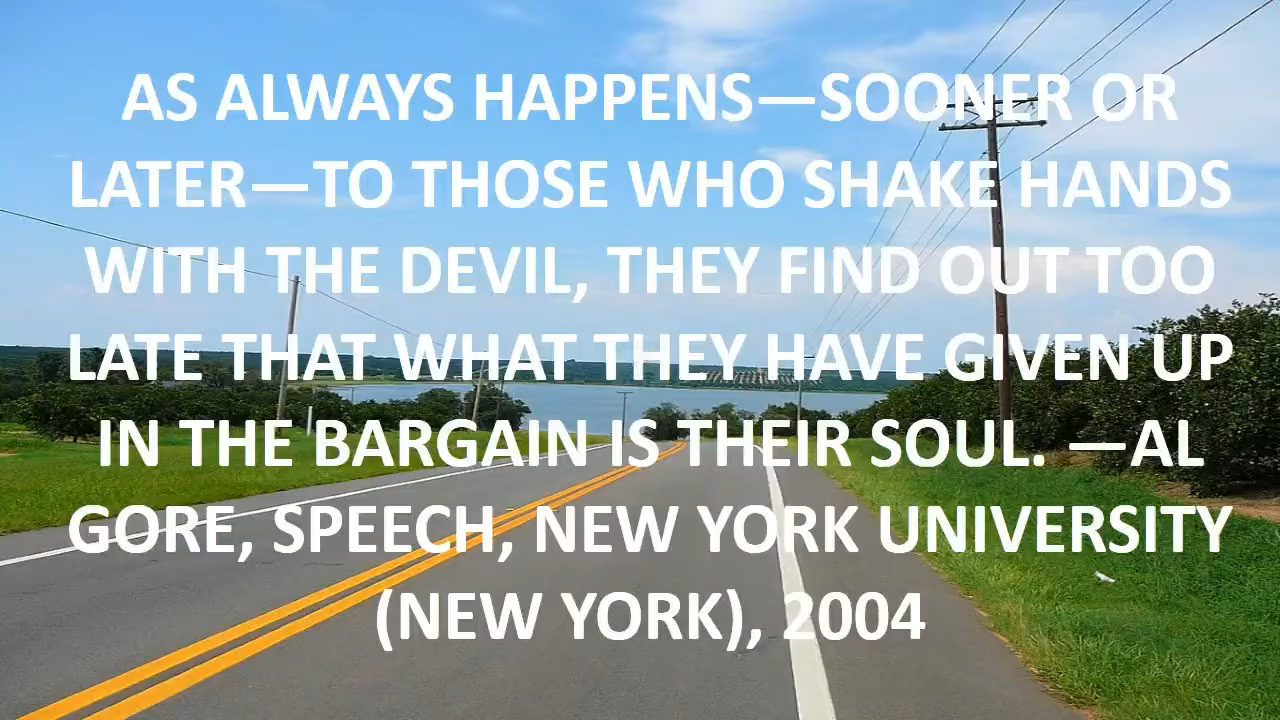 AS ALWAYS HAPPENS—SOONER OR
LATER—TO THOSE WHO SHAKE HANDS
WITH THE DEVIL, THEY FIND OUT TOO
LATE THAT WHAT THEY HAVE GIVEN UP
IN THE BARGAIN IS THEIR SOUL. —AL
GORE, SPEECH, NEW YORK UNIVERSITY
(NEW YORK), 2004